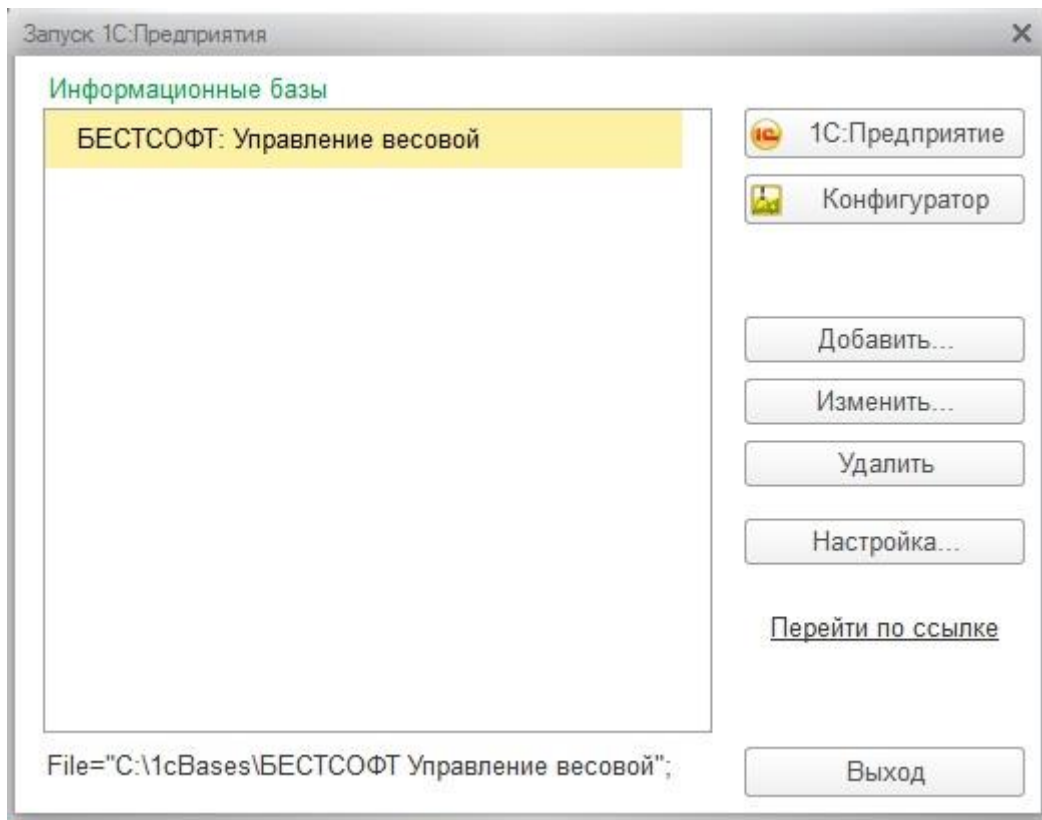 Запуск 1С:Предприятия
Информационные базы
БЕСТСОФТ: Управление весовой
1С:Предприятие
Конфигуратор
Добавить...
Изменить...
Удалить
Настройка...
Перейти по ссылке
File="C:\1cBases\БЕСТСОФТ Управление весовой";
Выход